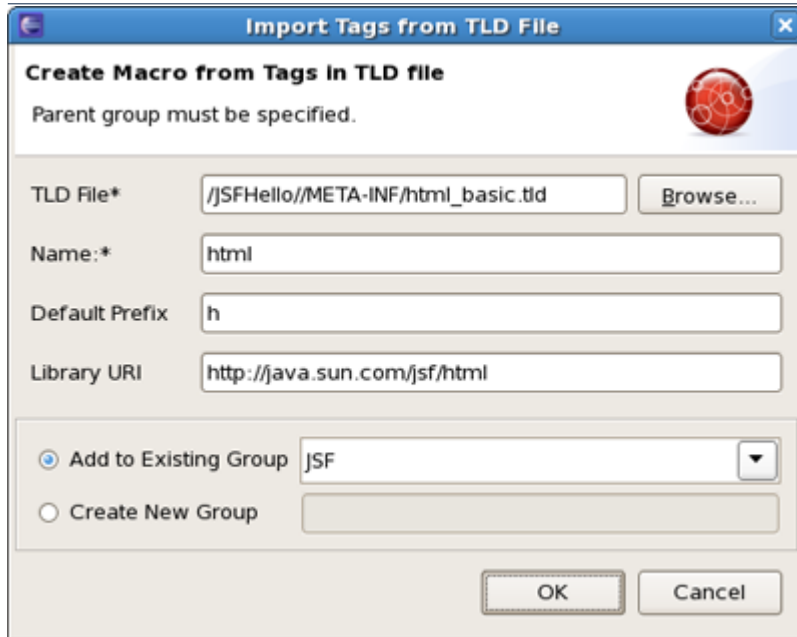 Import Tags from TLD File
Create Macro from Tags in TLD file
Parent group must be specified.
TLD File* /JSFHello//META-INF/html_basic.tld Browse...
Name:* html
Default Prefix h
Library URI http://java.sun.com/jsf/html
Add to Existing Group JSF
Create New Group
OK Cancel